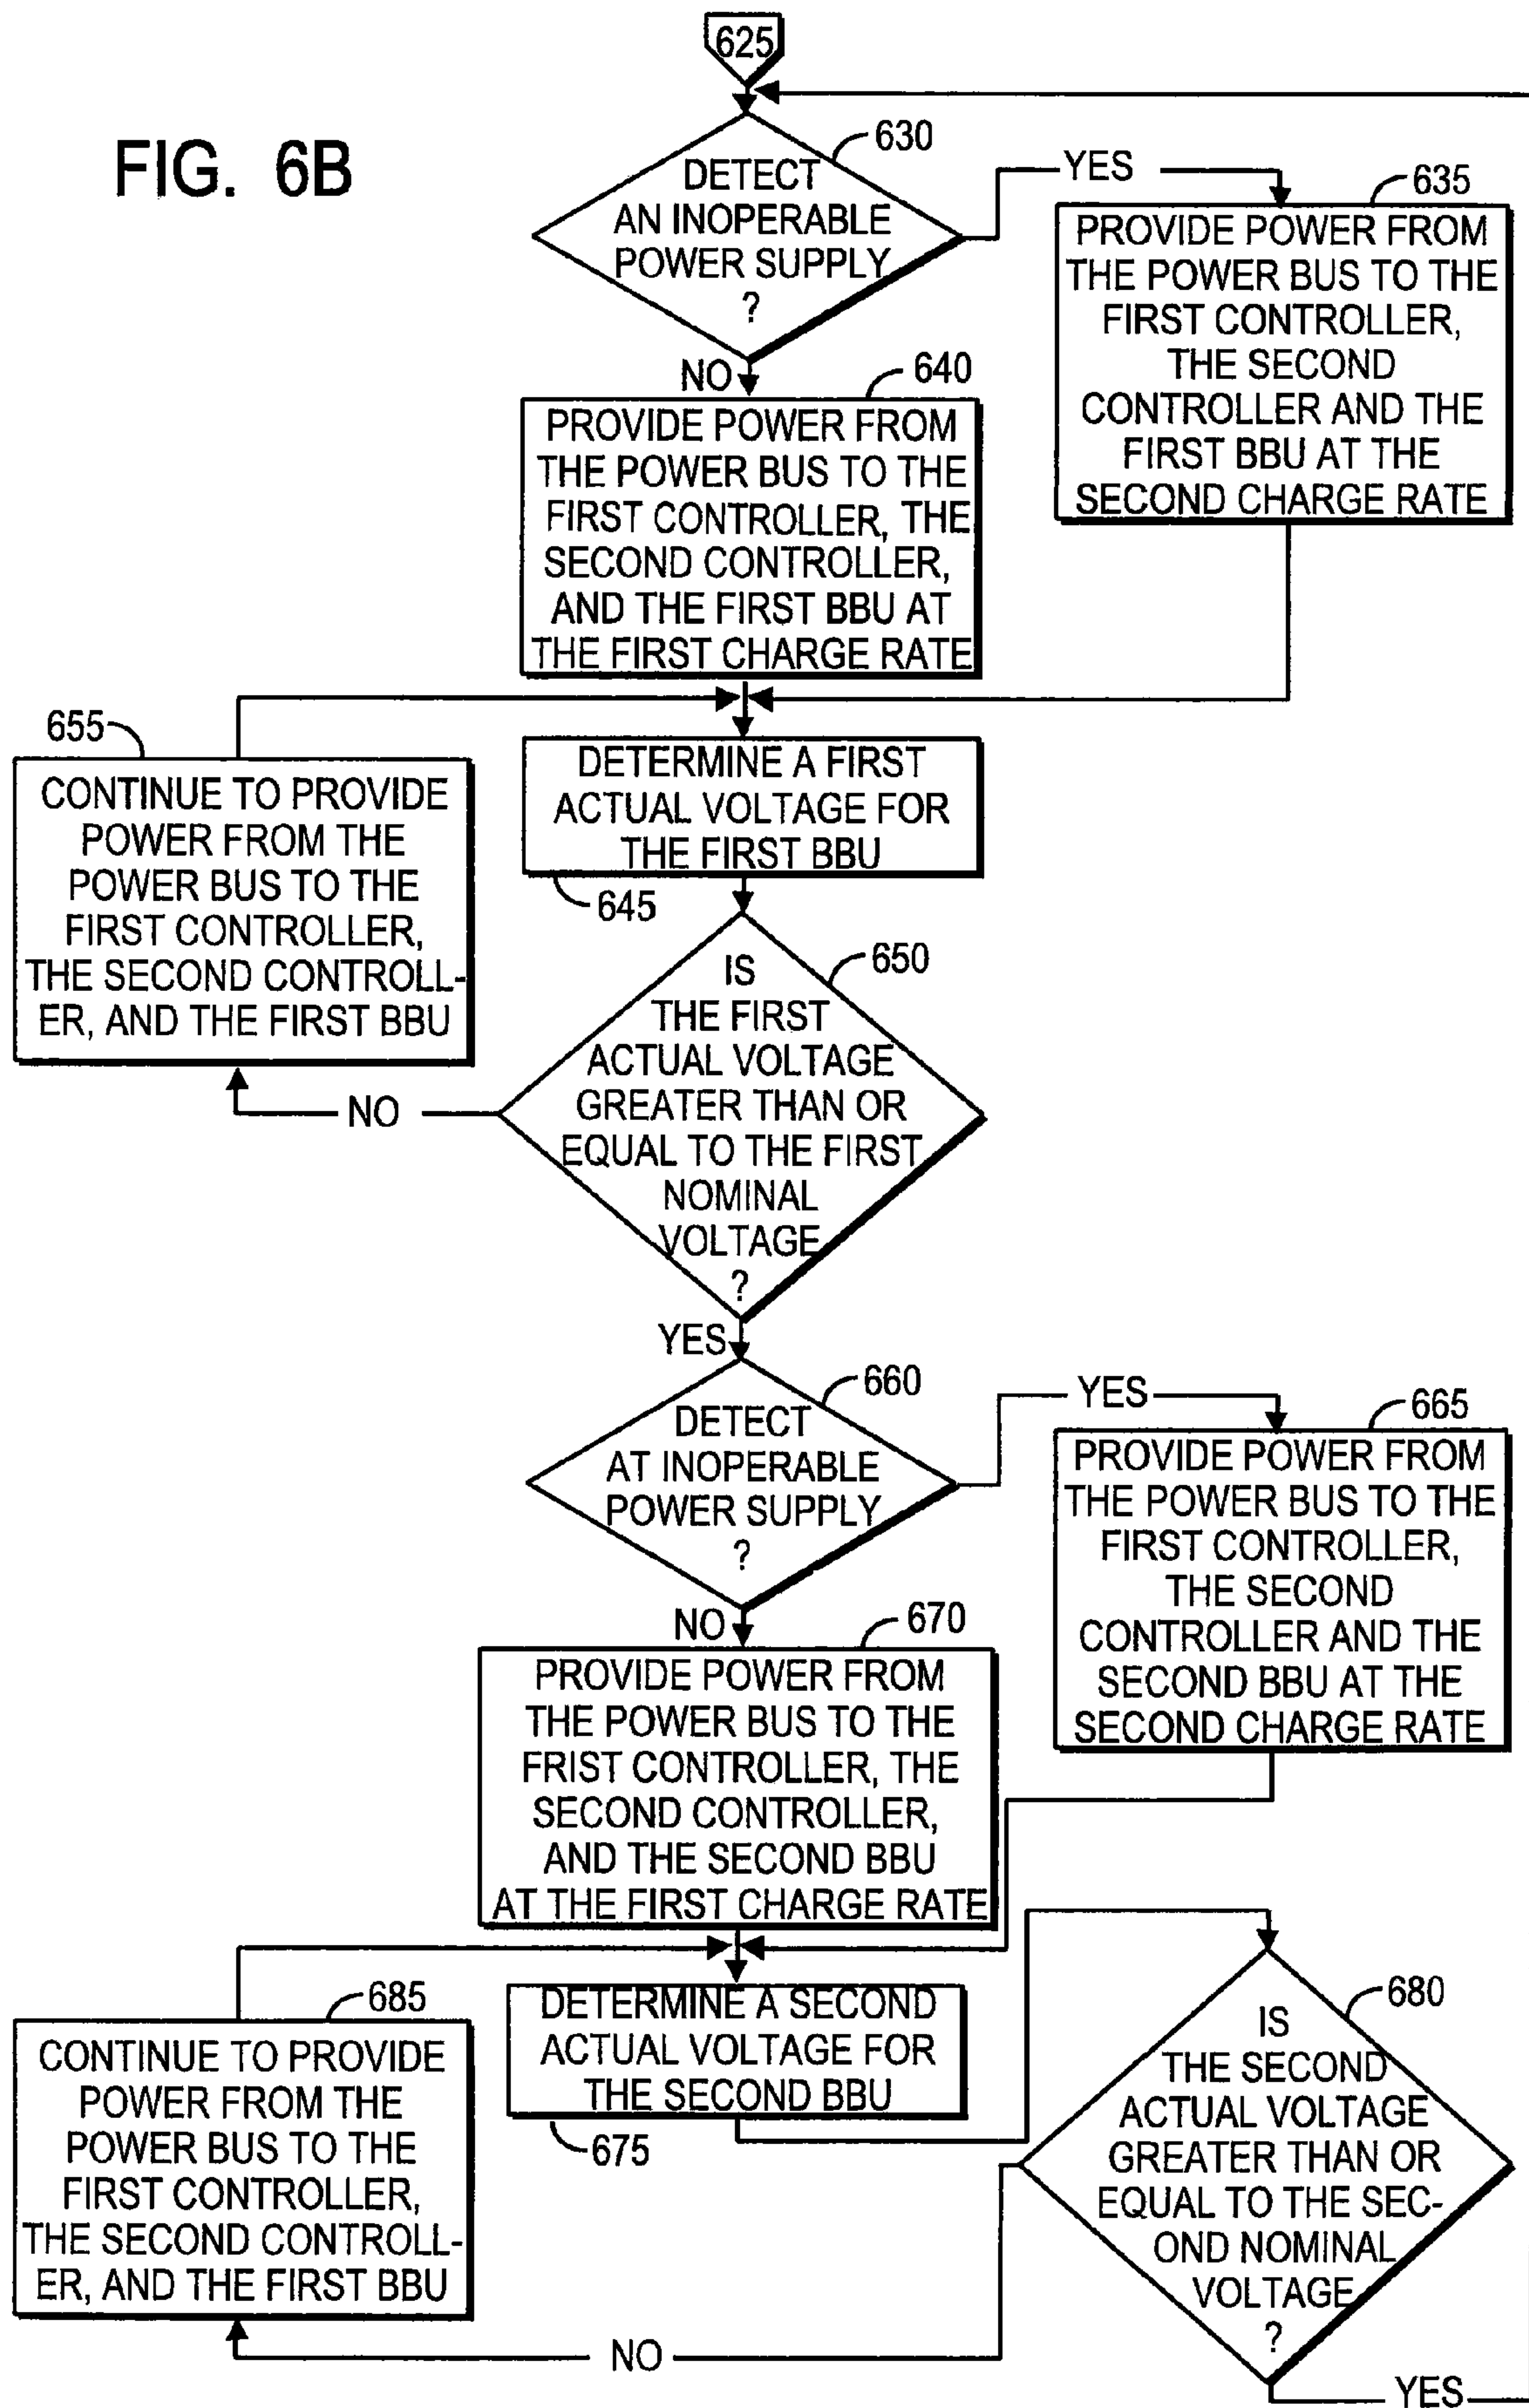 625
FIG. 6B
630
DETECT
AN INOPERABLE
POWER SUPPLY
?
YES
635
PROVIDE POWER FROM
THE POWER BUS TO THE
FIRST CONTROLLER,
THE SECOND
CONTROLLER AND THE
FIRST BBU AT THE
SECOND CHARGE RATE
NO
640
PROVIDE POWER FROM
THE POWER BUS TO THE
FIRST CONTROLLER, THE
SECOND CONTROLLER,
AND THE FIRST BBU AT
THE FIRST CHARGE RATE
655
CONTINUE TO PROVIDE
POWER FROM THE
POWER BUS TO THE
FIRST CONTROLLER,
THE SECOND CONTROLL-
ER, AND THE FIRST BBU
DETERMINE A FIRST
ACTUAL VOLTAGE FOR
THE FIRST BBU
645
650
IS
THE FIRST
ACTUAL VOLTAGE
GREATER THAN OR
EQUAL TO THE FIRST
NOMINAL
VOLTAGE
?
NO
YES
660
DETECT
AT INOPERABLE
POWER SUPPLY
?
YES
665
PROVIDE POWER FROM
THE POWER BUS TO THE
FIRST CONTROLLER,
THE SECOND
CONTROLLER AND THE
SECOND BBU AT THE
SECOND CHARGE RATE
NO
670
PROVIDE POWER FROM
THE POWER BUS TO THE
FRIST CONTROLLER, THE
SECOND CONTROLLER,
AND THE SECOND BBU
AT THE FIRST CHARGE RATE
685
CONTINUE TO PROVIDE
POWER FROM THE
POWER BUS TO THE
FIRST CONTROLLER,
THE SECOND CONTROLL-
ER, AND THE FIRST BBU
DETERMINE A SECOND
ACTUAL VOLTAGE FOR
THE SECOND BBU
675
680
IS
THE SECOND
ACTUAL VOLTAGE
GREATER THAN OR
EQUAL TO THE SEC-
OND NOMINAL
VOLTAGE
?
NO
YES